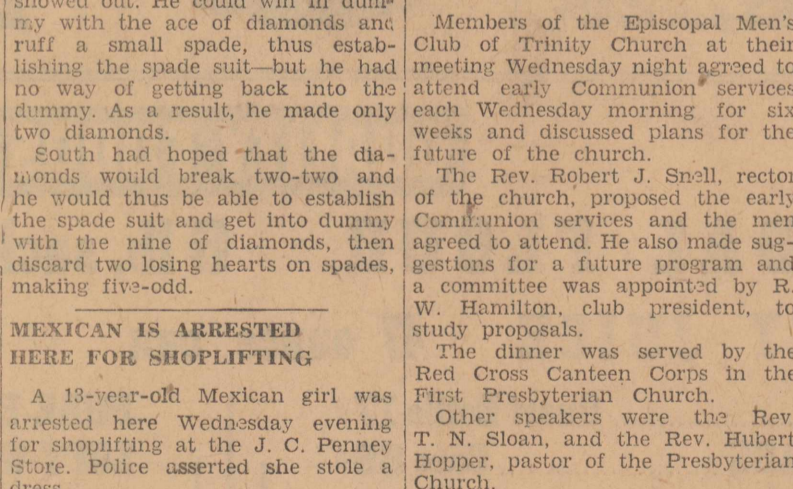 showed out. He could win in dum-
my with the ace of diamonds and
ruff a small spade, thus estab-
lishing the spade suit—but he had
no way of getting back into the
dummy. As a result, he made only
two diamonds.
South had hoped that the dia-
monds would break two-two and
he would thus be able to establish
the spade suit and get into dummy
with the nine of diamonds, then
discard two losing hearts on spades,
making five-odd.
MEXICAN IS ARRESTED
HERE FOR SHOPLIFTING
A 13-year-old Mexican girl was
arrested here Wednesday evening
for shoplifting at the J. C. Penney
Store. Police asserted she stole a
dress
Members of the Episcopal Men's
Club of Trinity Church at their
meeting Wednesday night agreed to
attend early Communion services
each Wednesday morning for six
weeks and discussed plans for the
future of the church.
The Rev. Robert J. Snell, rector
of the church, proposed the early
Communion services and the men
agreed to attend. He also made sug-
gestions for a future program and
a committee was appointed by R.
W. Hamilton, club president, to
study proposals.
The dinner was served by the
Red Cross Canteen Corps in the
First Presbyterian Church.
Other speakers were the Rev
T. N. Sloan, and the Rev. Hubert
Hopper, pastor of the Presbyterian
Church.